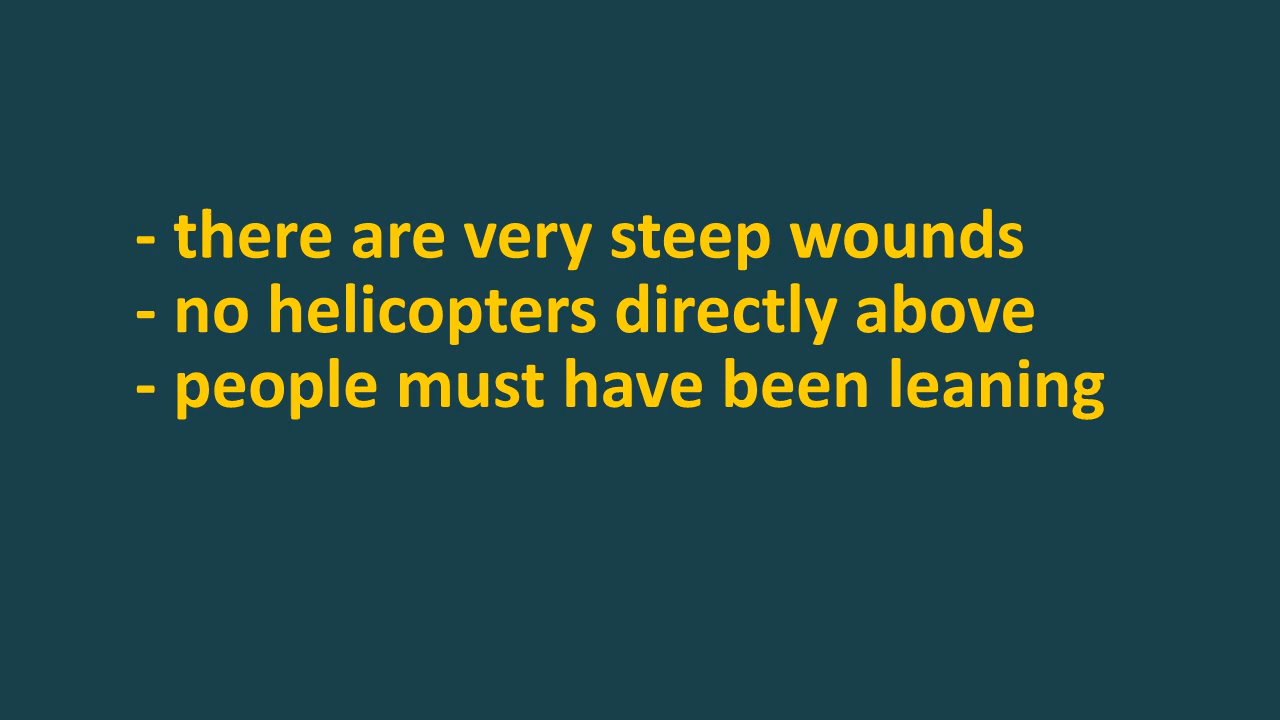 - there are very steep wounds
- no helicopters directly above
- people must have been leaning